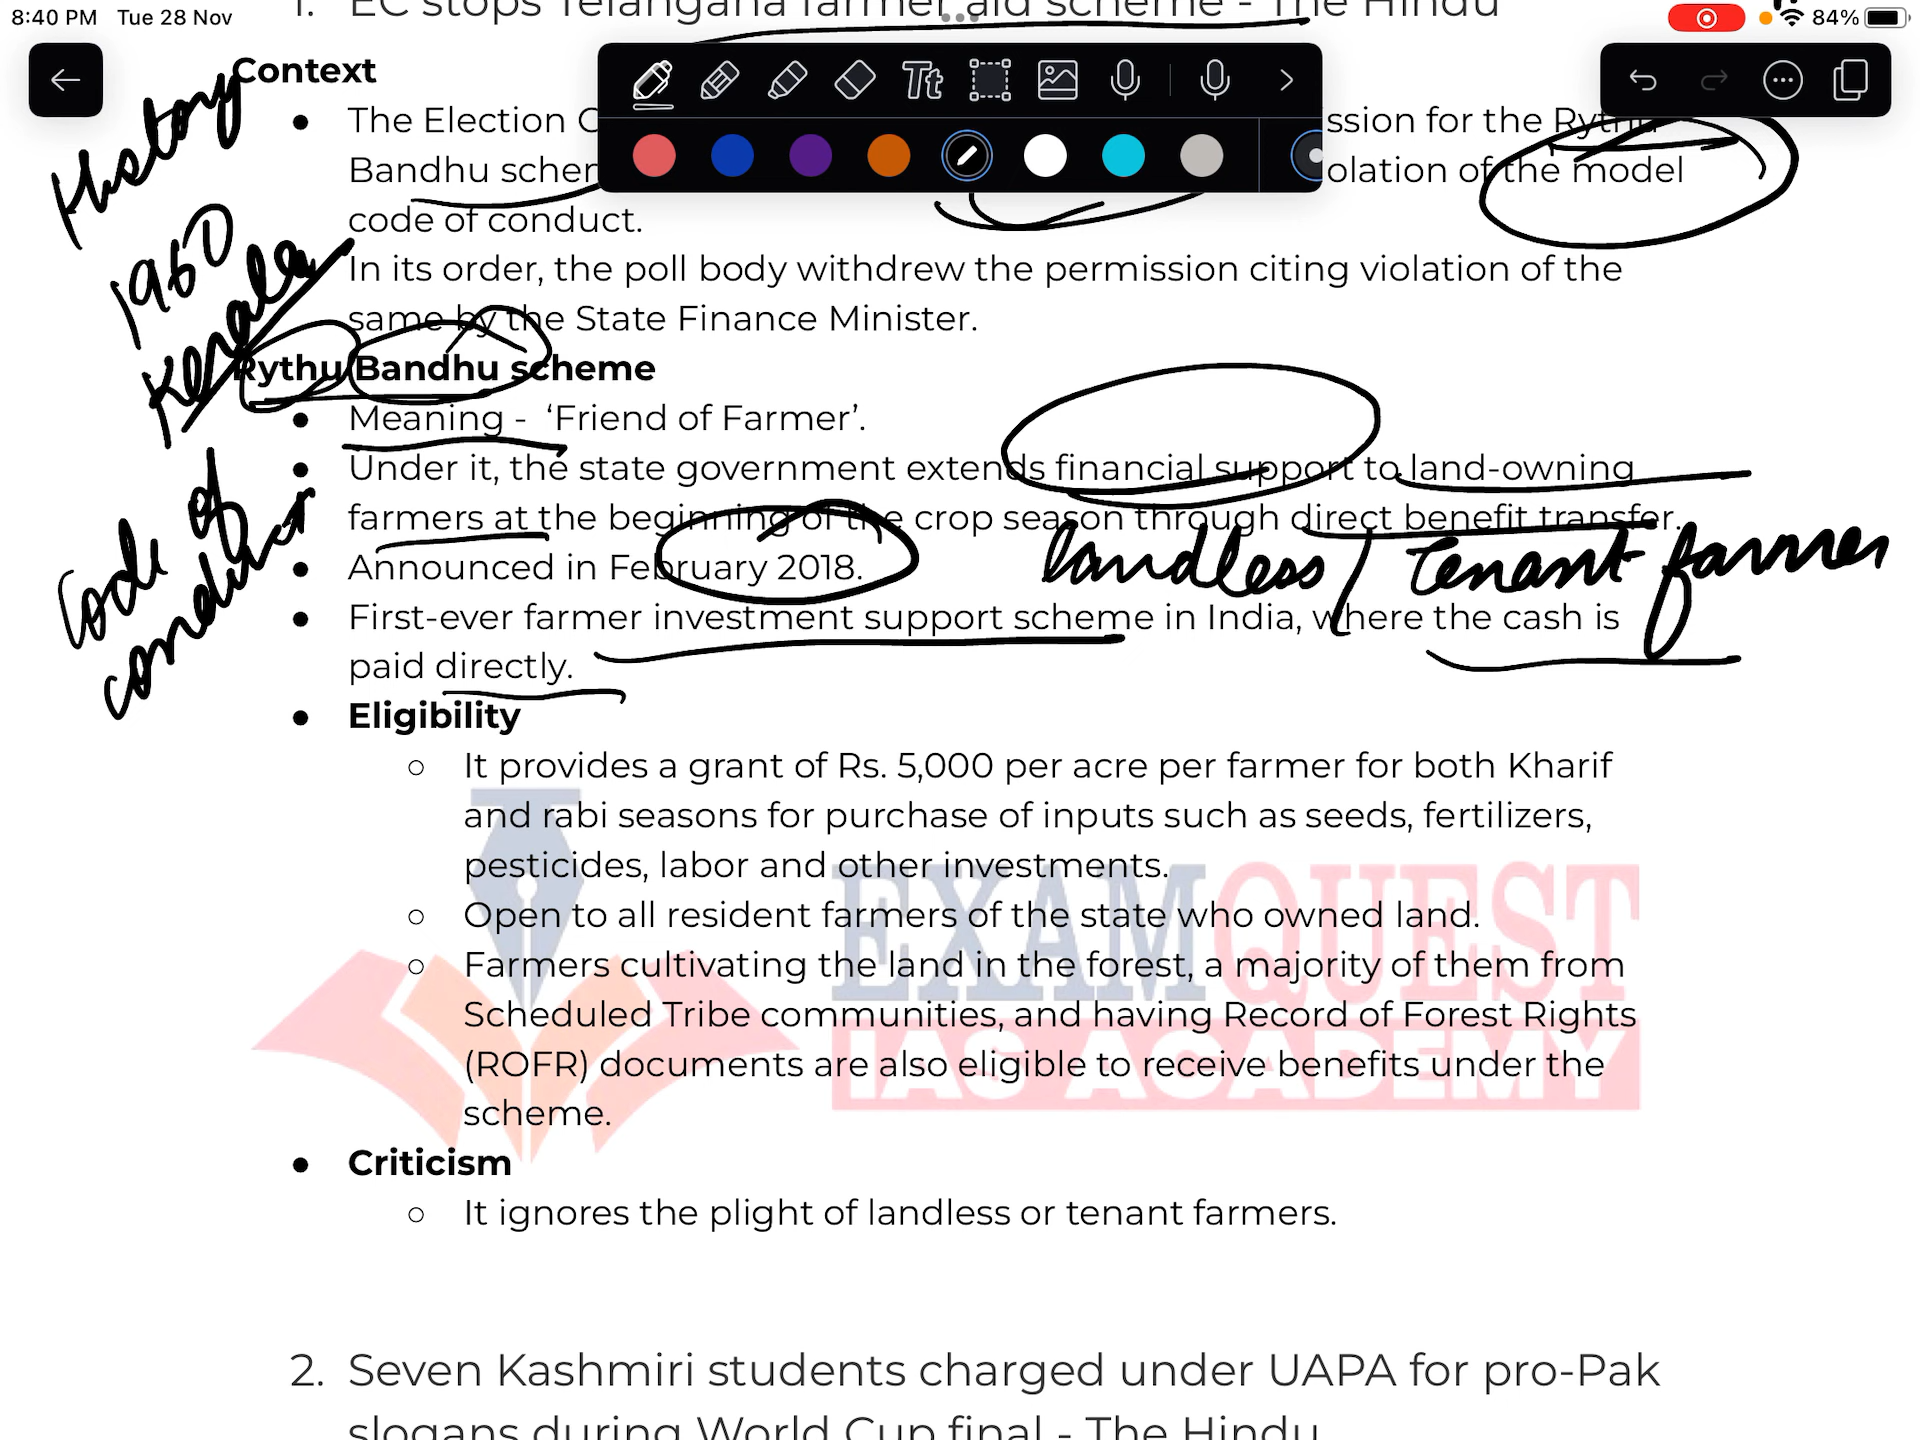 8:40 PM Tue 28 Nov
84%
1. EC stops Telangana farmer aid scheme - The Hindu
Context
The Election C ssion for the Rythu
Bandhu schem olation of the model
code of conduct.
In its order, the poll body withdrew the permission citing violation of the
same by the State Finance Minister.
Rythu Bandhu scheme
Meaning - ‘Friend of Farmer’.
Under it, the state government extends financial support to land-owning
farmers at the beginning of the crop season through direct benefit transfer.
Announced in February 2018.
First-ever farmer investment support scheme in India, where the cash is
paid directly.
Eligibility
It provides a grant of Rs. 5,000 per acre per farmer for both Kharif
and rabi seasons for purchase of inputs such as seeds, fertilizers,
pesticides, labor and other investments.
Open to all resident farmers of the state who owned land.
Farmers cultivating the land in the forest, a majority of them from
Scheduled Tribe communities, and having Record of Forest Rights
(ROFR) documents are also eligible to receive benefits under the
scheme.
Criticism
It ignores the plight of landless or tenant farmers.
2. Seven Kashmiri students charged under UAPA for pro-Pak
slogans during World Cup final - The Hindu
History
1960
Kerala
Code of
conduct
landless / tenant farmer
Tt
EXAMQUEST
IAS ACADEMY